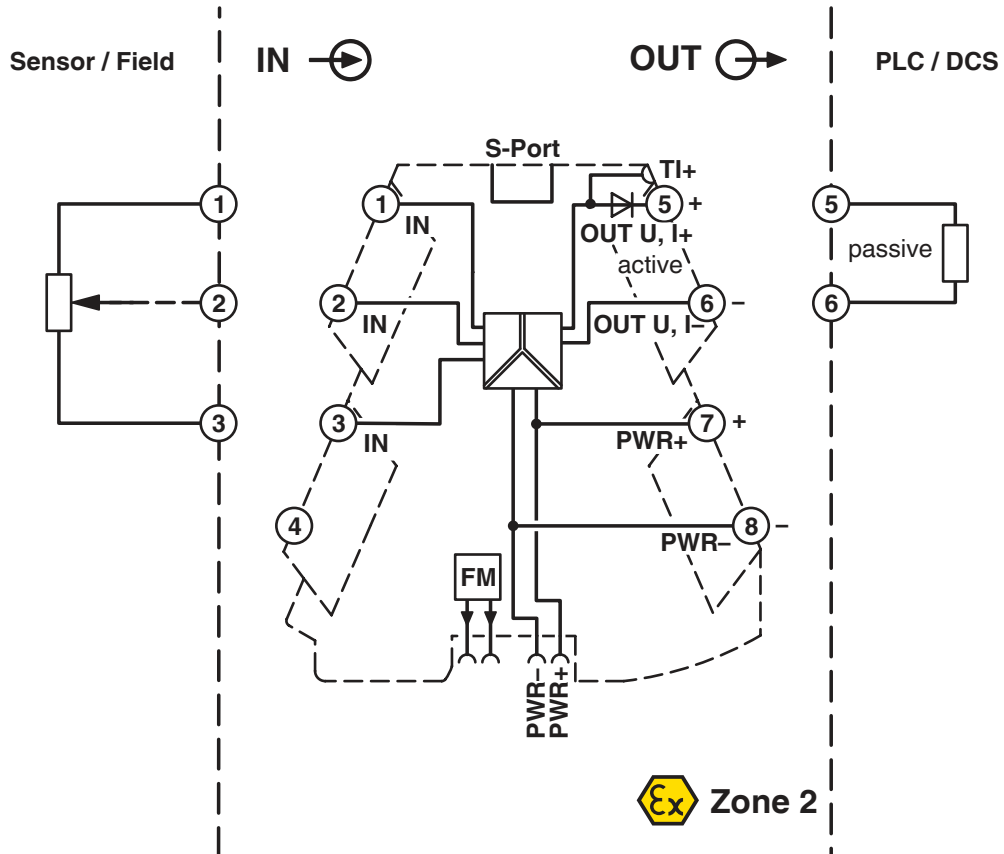 Sensor / Field
IN
OUT
PLC / DCS
S-Port
TI+
1
1
IN
5
+
5
OUT U, I+
active
passive
2
2
IN
6
–
6
OUT U, I–
3
3
IN
7
+
PWR+
4
8
–
PWR–
FM
PWR–
PWR+
Ex
Zone 2